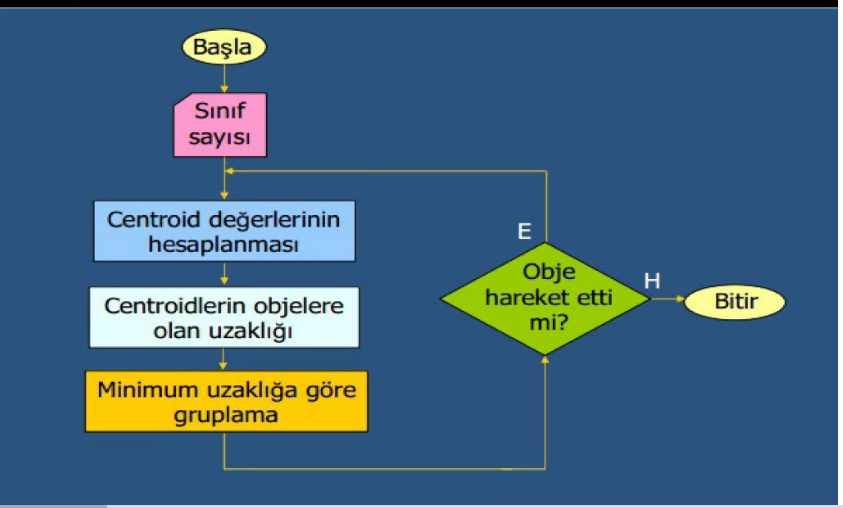 Başla
Sınıf
sayısı
Centroid değerlerinin
hesaplanması
Centroidlerin objelere
olan uzaklığı
Minimum uzaklığa göre
gruplama
E
Obje
hareket etti
mi?
H
Bitir